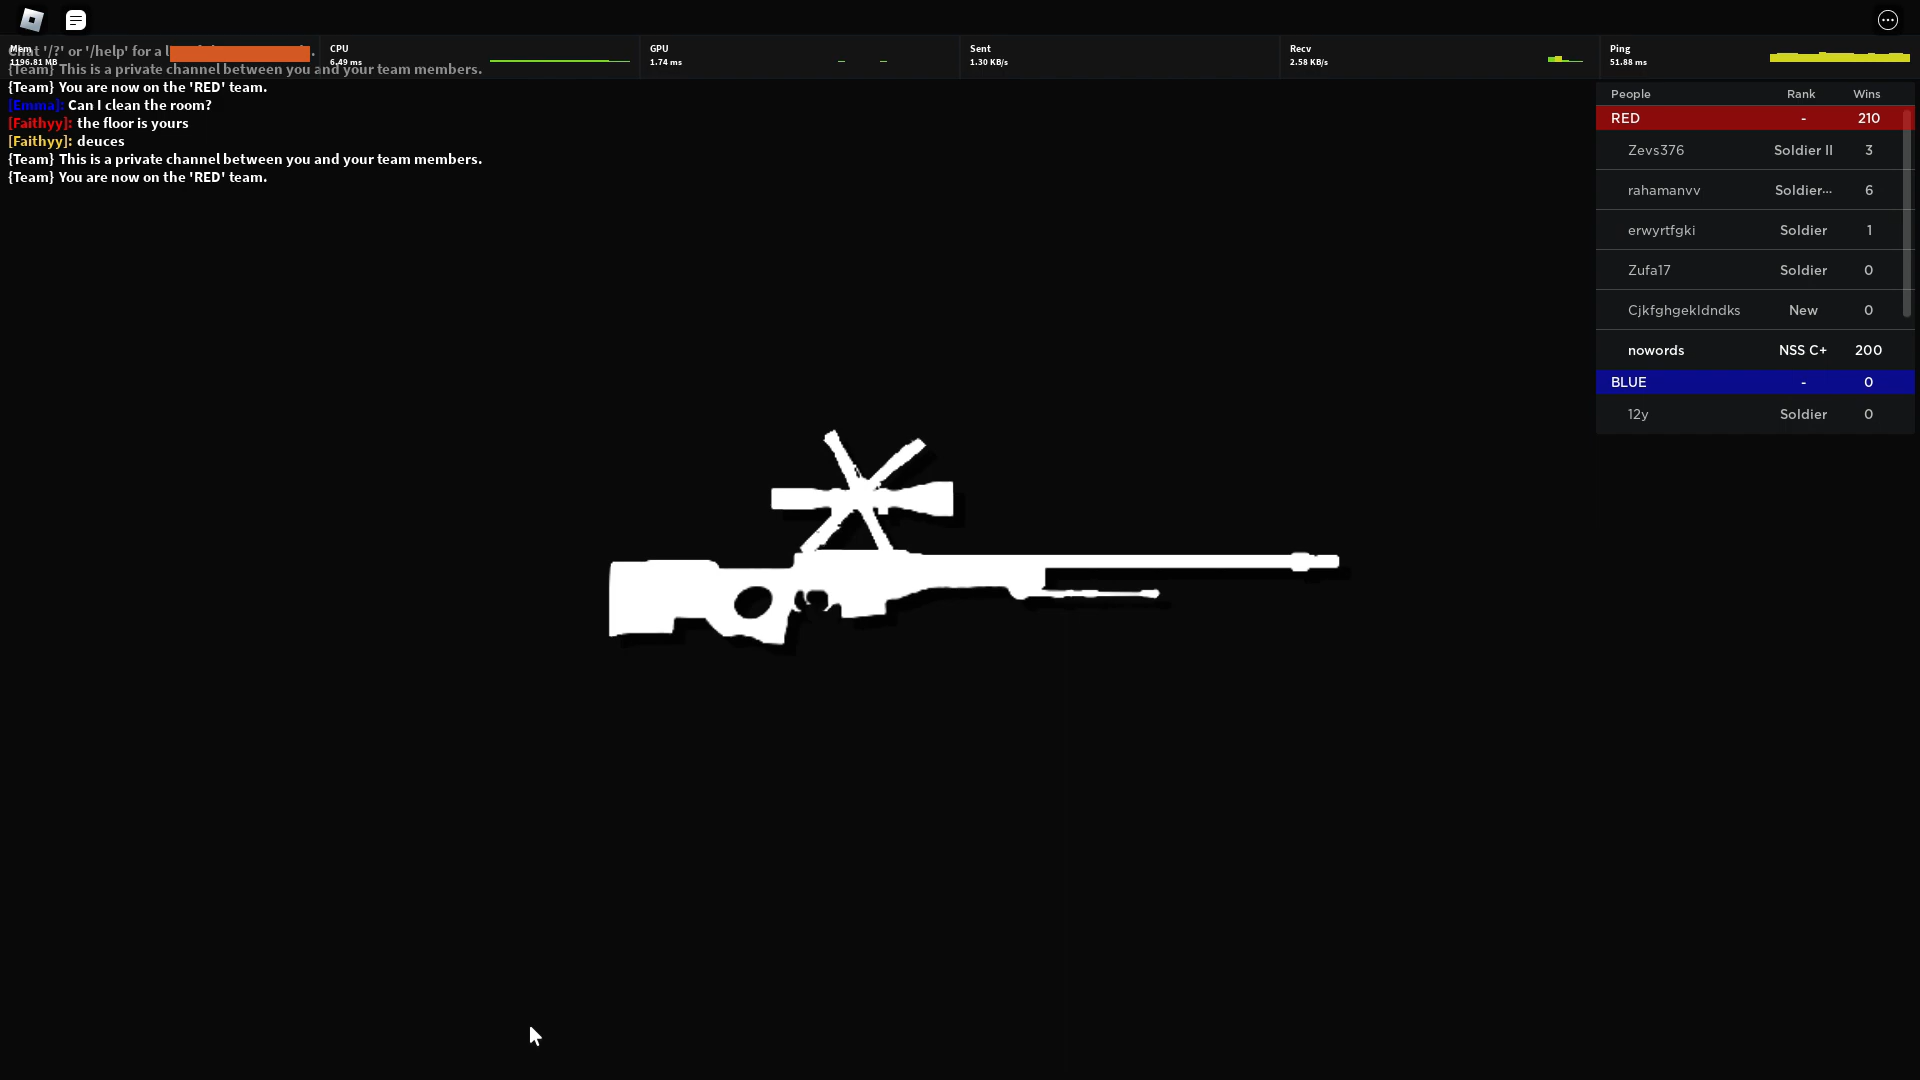 Mem CPU GPU Sent Recv Ping
1196.81 MB 6.49 ms 1.74 ms 1.30 KB/s 2.58 KB/s 51.88 ms
Chat '/?' or '/help' for a
{Team} This is a private channel between you and your team members.
{Team} You are now on the 'RED' team.
[Emma]: Can I clean the room?
[Faithyy]: the floor is yours
[Faithyy]: deuces
{Team} This is a private channel between you and your team members.
{Team} You are now on the 'RED' team.
People Rank Wins
RED - 210
Zevs376 Soldier II 3
rahamanvv Soldier... 6
erwyrtfgki Soldier 1
Zufa17 Soldier 0
Cjkfghgekldndks New 0
nowords NSS C+ 200
BLUE - 0
12y Soldier 0